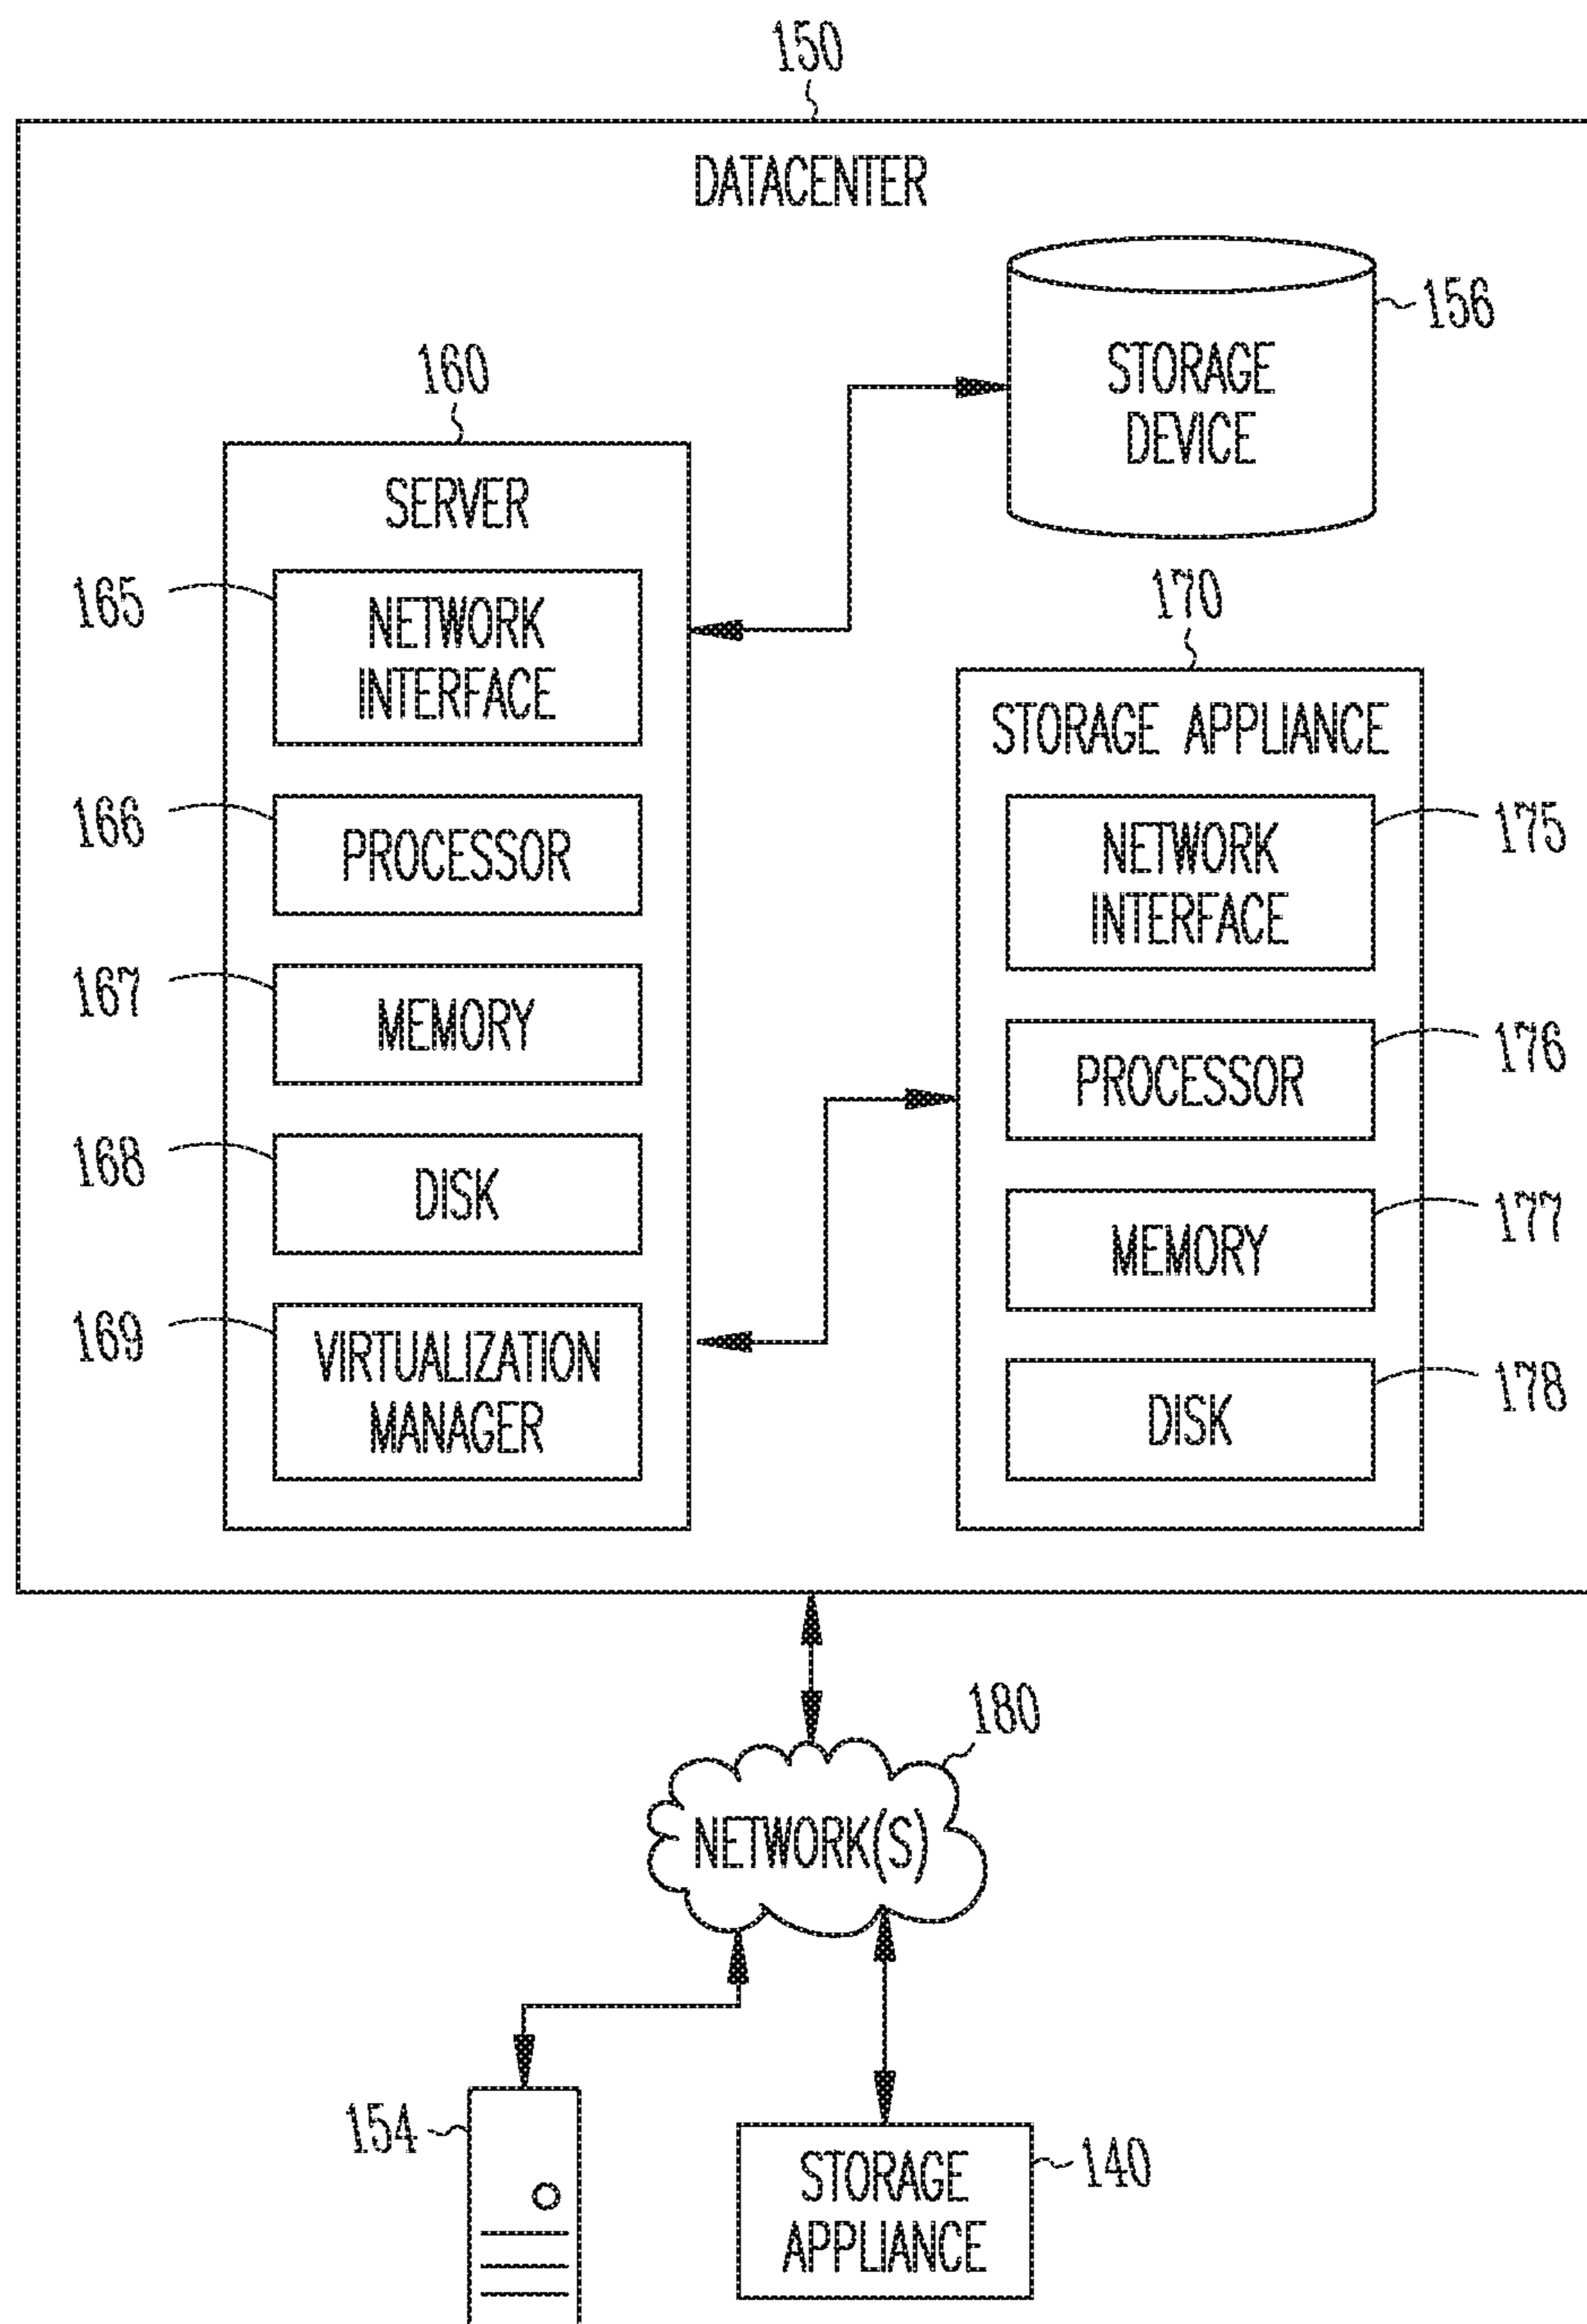 150
DATACENTER
156
STORAGE
DEVICE
160
SERVER
165
NETWORK
INTERFACE
166
PROCESSOR
167
MEMORY
168
DISK
169
VIRTUALIZATION
MANAGER
170
STORAGE APPLIANCE
175
NETWORK
INTERFACE
176
PROCESSOR
177
MEMORY
178
DISK
180
NETWORK(S)
154
140
STORAGE
APPLIANCE